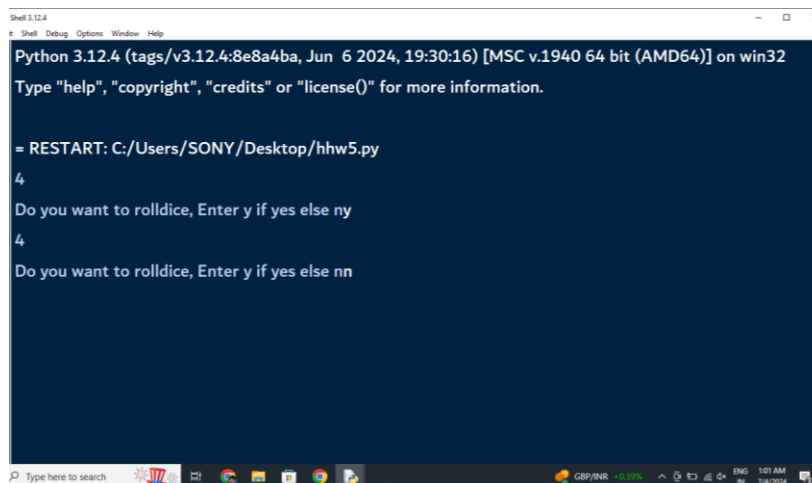 Shell 3.12.4
Shell Debug Options Window Help
Python 3.12.4 (tags/v3.12.4:8e8a4ba, Jun 6 2024, 19:30:16) [MSC v.1940 64 bit (AMD64)] on win32
Type "help", "copyright", "credits" or "license()" for more information.
= RESTART: C:/Users/SONY/Desktop/hhw5.py
4
Do you want to rolldice, Enter y if yes else ny
4
Do you want to rolldice, Enter y if yes else nn
Type here to search
GBP/INR +0.39%
ENG 1:01 AM
IN 7/4/2024